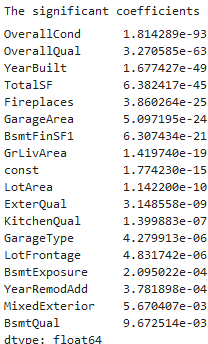 The significant coefficients
OverallCond 1.814289e-93
OverallQual 3.270585e-63
YearBuilt 1.677427e-49
TotalSF 6.382417e-45
Fireplaces 3.860264e-25
GarageArea 5.097195e-24
BsmtFinSF1 6.307434e-21
GrLivArea 1.419740e-19
const 1.774230e-15
LotArea 1.142200e-10
ExterQual 3.148558e-09
KitchenQual 1.399883e-07
GarageType 4.279913e-06
LotFrontage 4.831742e-06
BsmtExposure 2.095022e-04
YearRemodAdd 3.781898e-04
MixedExterior 5.670407e-03
BsmtQual 9.672514e-03
dtype: float64